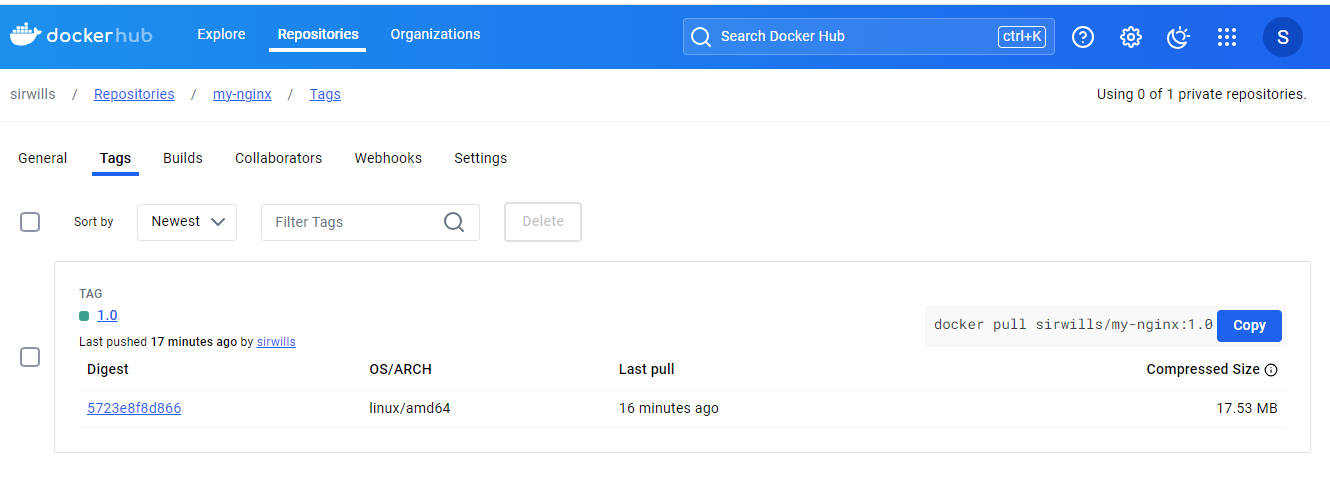 dockerhub Explore Repositories Organizations Search Docker Hub ctrl+K S
sirwills / Repositories / my-nginx / Tags Using 0 of 1 private repositories.
General Tags Builds Collaborators Webhooks Settings
Sort by Newest Filter Tags Delete
TAG
1.0
docker pull sirwills/my-nginx:1.0 Copy
Last pushed 17 minutes ago by sirwills
Digest OS/ARCH Last pull Compressed Size
5723e8f8d866 linux/amd64 16 minutes ago 17.53 MB